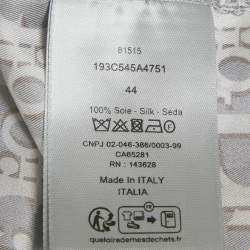 81515
193C545A4751
44
100% Soie - Silk - Seda
CNPJ 02-046-386/0003-99
CA65281
RN : 143628
Made in ITALY
ITALIA
FR
quefairedemesdechets.fr